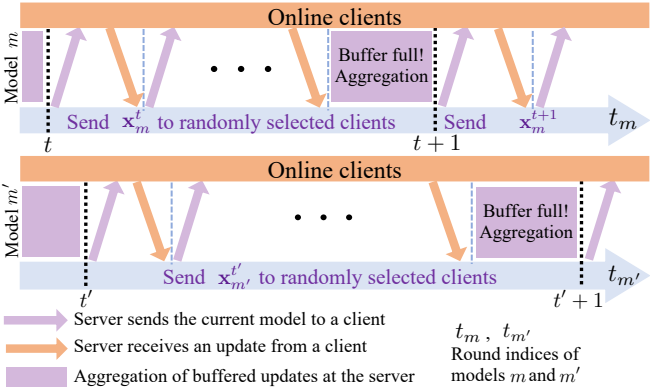 Online clients
Model m
Buffer full!
Aggregation
Send x_m^t to randomly selected clients
Send x_m^{t+1}
t_m
t
t + 1
Online clients
Model m′
Buffer full!
Aggregation
Send x_{m′}^{t′} to randomly selected clients
t_{m′}
t′
t′ + 1
Server sends the current model to a client
Server receives an update from a client
Aggregation of buffered updates at the server
t_m , t_{m′}
Round indices of
models m and m′